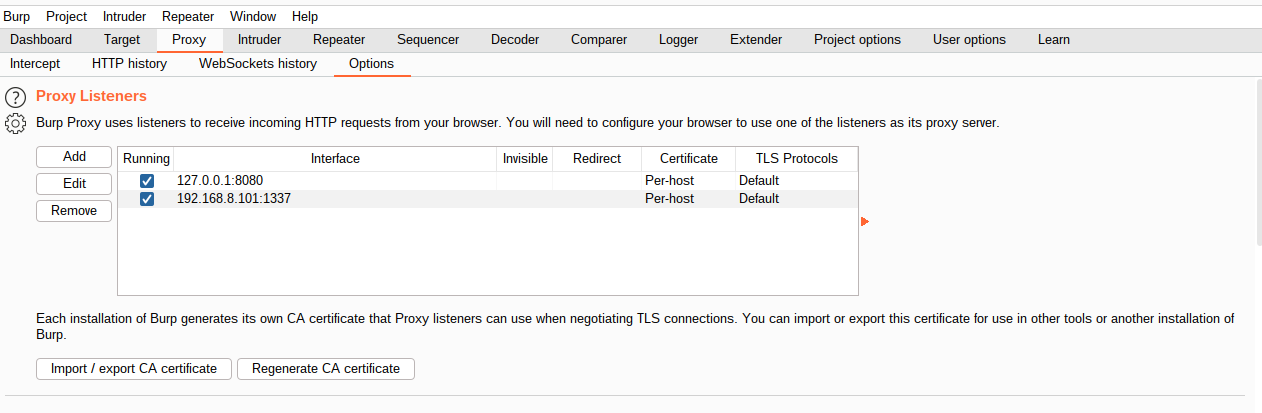 Burp Project Intruder Repeater Window Help
Dashboard Target Proxy Intruder Repeater Sequencer Decoder Comparer Logger Extender Project options User options Learn
Intercept HTTP history WebSockets history Options
? Proxy Listeners
Burp Proxy uses listeners to receive incoming HTTP requests from your browser. You will need to configure your browser to use one of the listeners as its proxy server.
Add Running Interface Invisible Redirect Certificate TLS Protocols
Edit 127.0.0.1:8080 Per-host Default
Remove 192.168.8.101:1337 Per-host Default
Each installation of Burp generates its own CA certificate that Proxy listeners can use when negotiating TLS connections. You can import or export this certificate for use in other tools or another installation of
Burp.
Import / export CA certificate Regenerate CA certificate